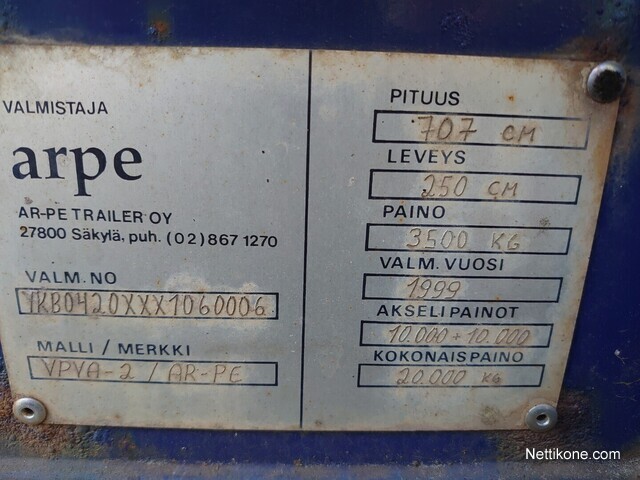 VALMISTAJA
arpe
AR-PE TRAILER OY
27800 Säkylä, puh. (02) 867 1270
VALM. NO
YKB0420XXX1060006
MALLI / MERKKI
VPVA-2 / AR-PE
PITUUS
707 CM
LEVEYS
250 CM
PAINO
3500 KG
VALM. VUOSI
1999
AKSELIPAINOT
10.000 + 10.000
KOKONAISPAINO
20.000 KG
Nettikone.com